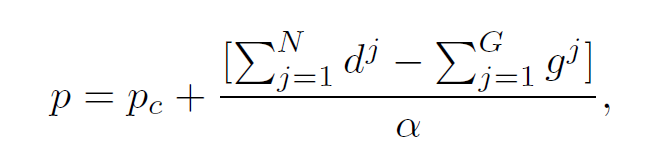 p = p_c + \frac{[\sum_{j=1}^{N} d^j - \sum_{j=1}^{G} g^j]}{\alpha},